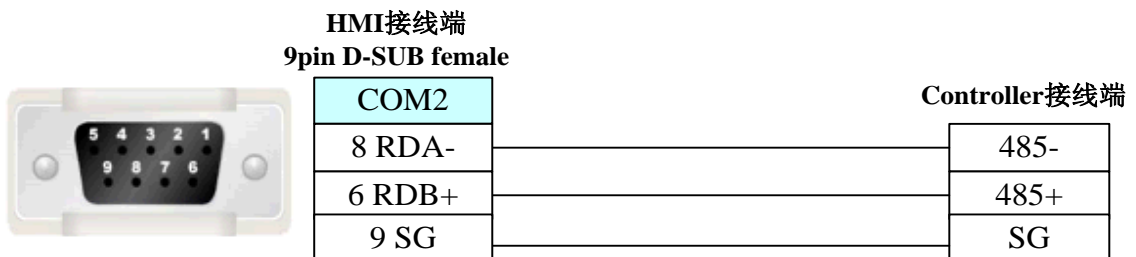 HMI接线端
9pin D-SUB female
COM2
Controller接线端
5 4 3 2 1
9 8 7 6
8 RDA-
485-
6 RDB+
485+
9 SG
SG